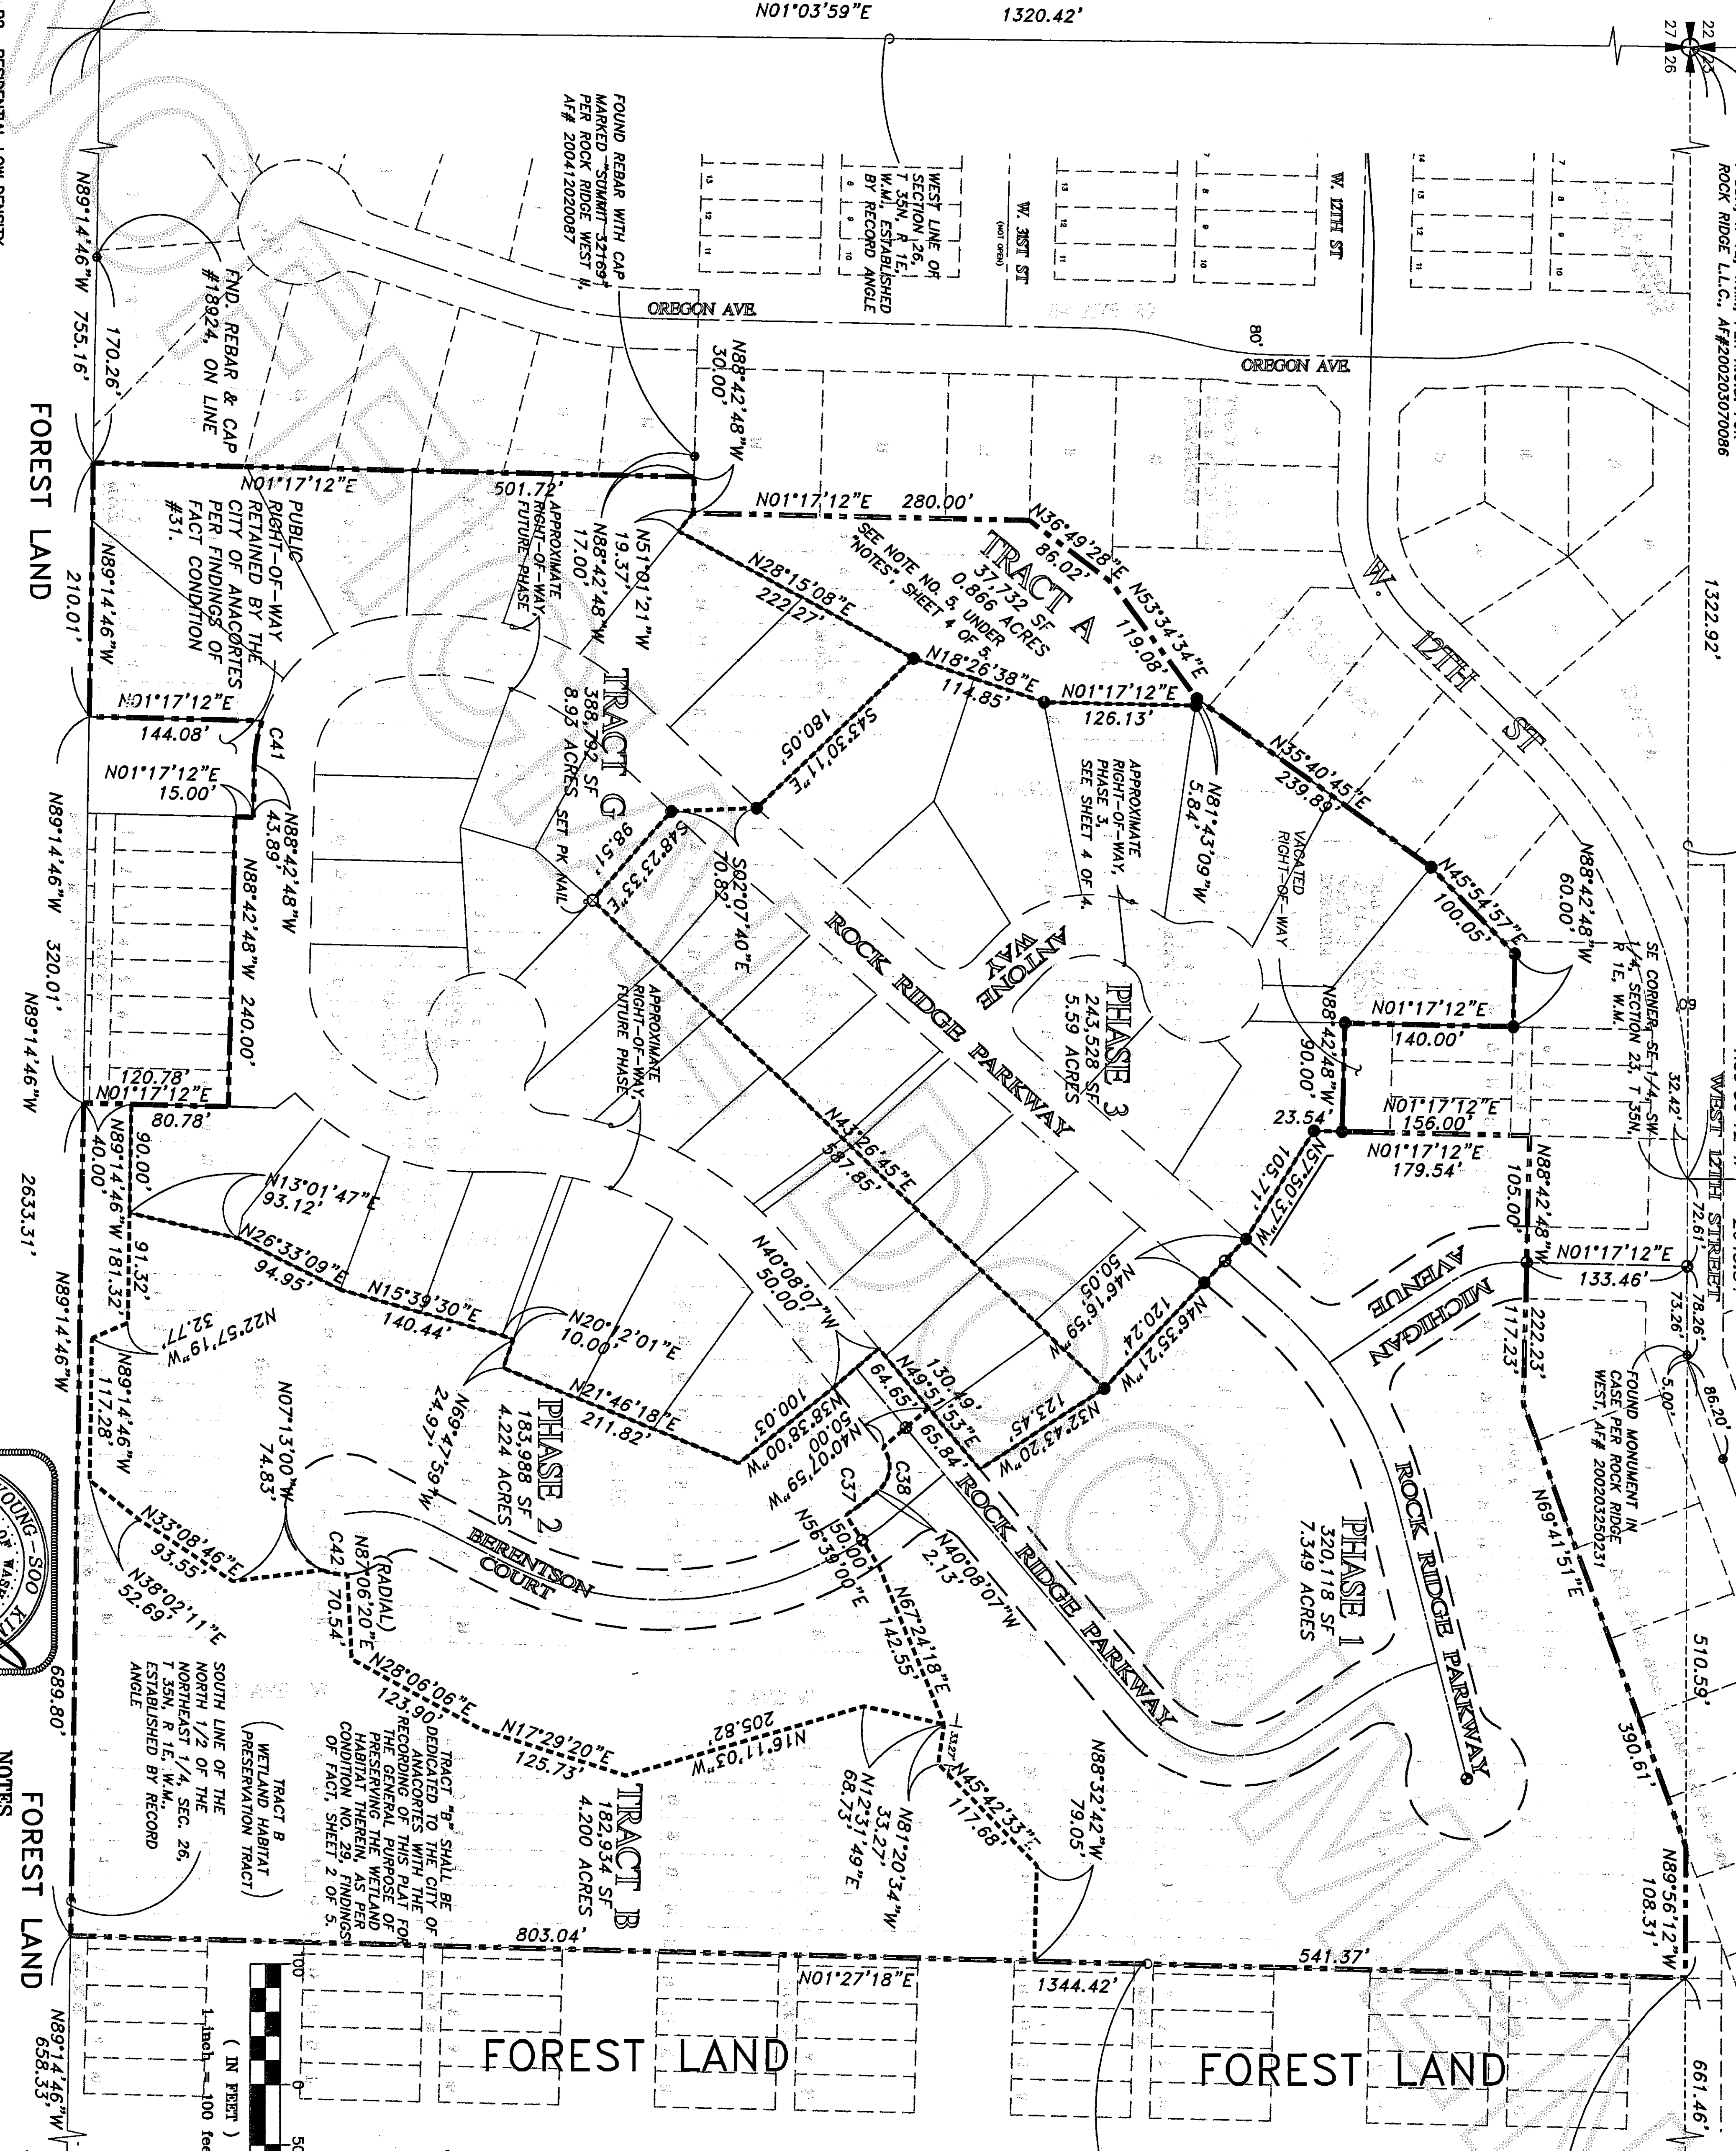 N01°03'59"E 1320.42'
22 23
27 26
ROCK RIDGE L.L.C., AF#200203070086
1322.92'
WEST 12TH STREET
510.59'
661.46'
FOUND REBAR WITH CAP
MARKED "SUMMIT 32169"
PER ROCK RIDGE WEST II,
AF# 200412020087
WEST LINE OF
SECTION 26,
T 35N, R 1E,
W.M., ESTABLISHED
BY RECORD ANGLE
W. 31ST ST
(NOT OPEN)
W. 12TH ST
OREGON AVE.
80'
OREGON AVE.
W. 12TH ST
N89°14'46"W 755.16'
170.26'
FND. REBAR & CAP
#18924, ON LINE
FOREST LAND
N88°42'48"W
30.00'
N01°17'12"E 501.72'
N01°17'12"E 280.00'
N36°49'28"E
86.02'
N53°34'34"E
119.08'
TRACT A
37,732 SF
0.866 ACRES
SEE NOTE NO. 5, UNDER
"NOTES", SHEET 4 OF 5.
PUBLIC
RIGHT-OF-WAY
RETAINED BY THE
CITY OF ANACORTES
PER FINDINGS OF
FACT CONDITION
#31.
APPROXIMATE
RIGHT-OF-WAY,
FUTURE PHASE
N88°42'48"W
17.00'
N51°01'21"W
19.37'
N28°15'08"E
222.27'
N18°26'38"E
114.85'
N01°17'12"E
126.13'
N81°43'09"W
5.84'
N35°40'45"E
239.89'
N45°54'57"E
100.05'
N88°42'48"W
60.00'
SE CORNER, SE 1/4, SW
1/4, SECTION 23, T 35N,
R 1E, W.M.
60
32.42'
72.61'
N89°14'46"W
210.01'
N01°17'12"E
144.08'
C41
N01°17'12"E
15.00'
N88°42'48"W
43.89'
N88°42'48"W 240.00'
N89°14'46"W 320.01'
TRACT G
388,792 SF
8.93 ACRES
SET PK NAIL
S43°30'11"E
180.05'
S02°07'40"E
70.82'
S48°23'33"E
98.51'
APPROXIMATE
RIGHT-OF-WAY,
PHASE 3,
SEE SHEET 4 OF 14.
VACATED
RIGHT-OF-WAY
ROCK RIDGE PARKWAY
ANTONE
WAY
PHASE 3
243,528 SF
5.59 ACRES
APPROXIMATE
RIGHT-OF-WAY,
FUTURE PHASE
N43°26'45"E
587.85'
N01°17'12"E
140.00'
N88°42'48"W
90.00'
N01°17'12"E
156.00'
23.54'
N01°17'12"E
179.54'
N57°50'37"W
105.71'
N88°42'48"W
105.00'
222.23'
117.23'
N01°17'12"E
133.46'
78.26'
73.26'
5.00'
86.20'
FOUND MONUMENT IN
CASE PER ROCK RIDGE
WEST, AF# 200203250231
MICHIGAN
AVENUE
N69°41'51"E 390.61'
N89°56'12"W
108.31'
N89°14'46"W 2633.31'
120.78'
N01°17'12"E
80.78'
40.00'
90.00'
91.32'
N89°14'46"W 181.32'
N13°01'47"E
93.12'
N26°33'09"E
94.95'
N15°39'30"E
140.44'
N20°12'01"E
10.00'
N69°47'59"W
24.97'
N21°46'18"E
211.82'
N38°38'00"W
100.03'
N40°08'07"W
50.00'
N49°51'53"E
130.49'
64.65'
65.84'
N40°07'59"W
50.00'
N32°43'20"W
123.45'
N46°35'21"W
120.24'
N46°16'59"W
50.05'
C38
C37
N40°08'07"W
2.13'
N56°39'00"E
50.00'
N67°24'18"E
142.55'
ROCK RIDGE PARKWAY
ROCK RIDGE PARKWAY
PHASE 1
320,118 SF
7.349 ACRES
PHASE 2
183,988 SF
4.224 ACRES
BERENTSON
COURT
N22°57'19"W
32.77'
N89°14'46"W
117.28'
N07°13'00"W
74.83'
N33°08'46"E
93.55'
N38°02'11"E
52.69'
N87°06'20"E
(RADIAL)
C42
70.54'
N28°06'06"E
123.90'
N17°29'20"E
125.73'
N16°11'03"W
205.82'
N12°31'49"E
68.73'
N81°20'34"W
33.27'
33.27'
N45°42'33"E
117.68'
N88°32'42"W
79.05'
N89°14'46"W 689.80'
SOUTH LINE OF THE
NORTH 1/2 OF THE
NORTHEAST 1/4, SEC. 26,
T 35N, R 1E, W.M.,
ESTABLISHED BY RECORD
ANGLE
TRACT B
(WETLAND HABITAT
PRESERVATION TRACT)
TRACT "B" SHALL BE
DEDICATED TO THE CITY OF
ANACORTES WITH THE
RECORDING OF THIS PLAT FOR
THE GENERAL PURPOSE OF
PRESERVING THE WETLAND
HABITAT THEREIN, AS PER
CONDITION NO. 29, FINDINGS
OF FACT, SHEET 2 OF 5.
TRACT B
182,934 SF
4.200 ACRES
803.04'
N01°27'18"E
1344.42'
541.37'
FOREST LAND
FOREST LAND
FOREST LAND
N89°14'46"W
658.33'
NOTES
YOUNG-SOO KI
OF WASH
100 0 50
( IN FEET )
1 inch = 100 fee